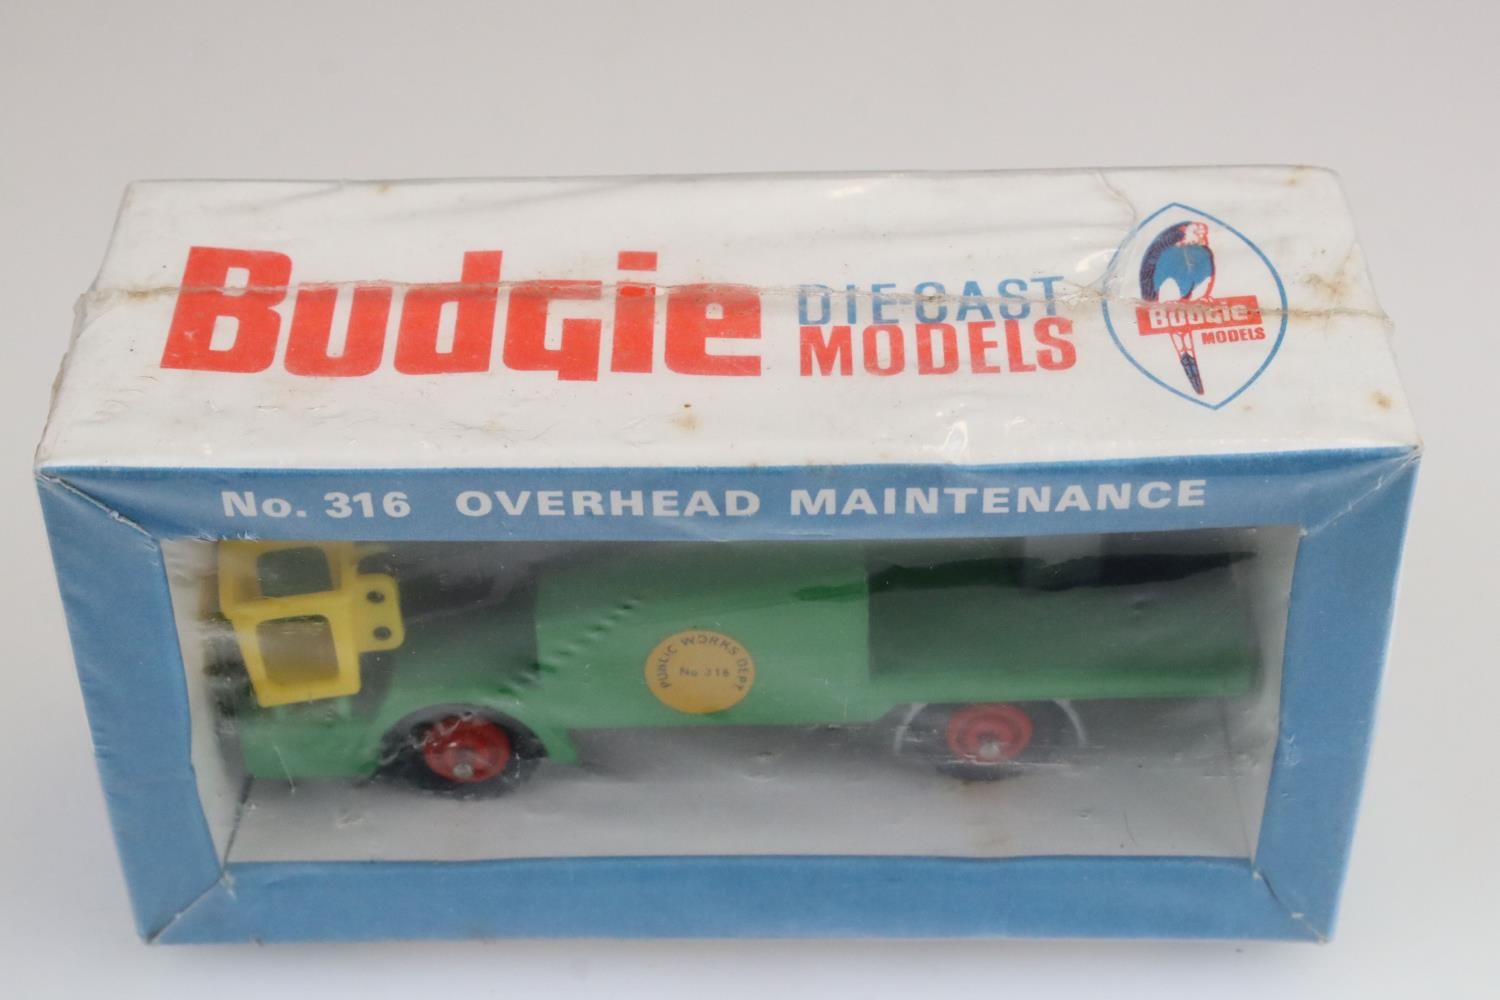 Budgie
DIE-CAST
MODELS
Budgie
MODELS
No. 316 OVERHEAD MAINTENANCE
PUBLIC WORKS DEPT
No 316